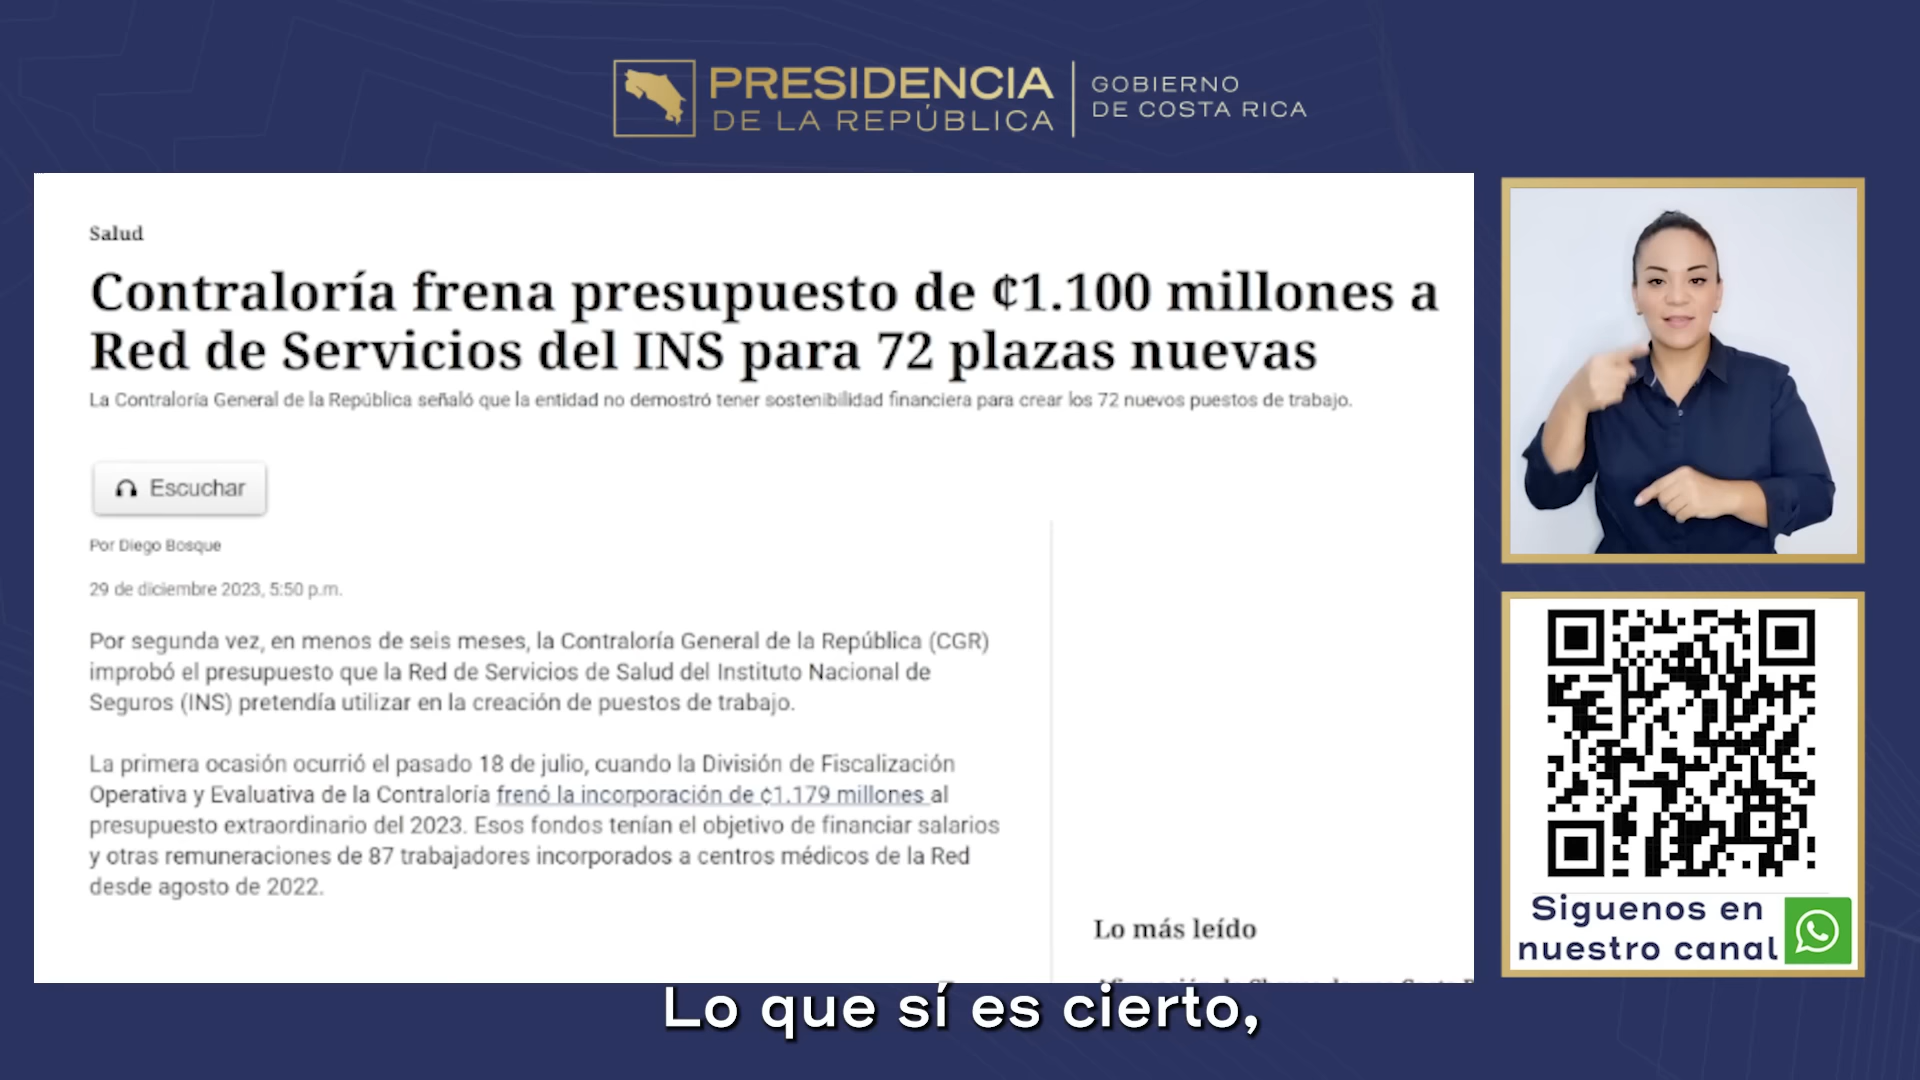 PRESIDENCIA
DE LA REPÚBLICA
GOBIERNO
DE COSTA RICA
Salud
Contraloría frena presupuesto de ₡1.100 millones a
Red de Servicios del INS para 72 plazas nuevas
La Contraloría General de la República señaló que la entidad no demostró tener sostenibilidad financiera para crear los 72 nuevos puestos de trabajo.
Escuchar
Por Diego Bosque
29 de diciembre 2023, 5:50 p.m.
Por segunda vez, en menos de seis meses, la Contraloría General de la República (CGR)
improbó el presupuesto que la Red de Servicios de Salud del Instituto Nacional de
Seguros (INS) pretendía utilizar en la creación de puestos de trabajo.
La primera ocasión ocurrió el pasado 18 de julio, cuando la División de Fiscalización
Operativa y Evaluativa de la Contraloría frenó la incorporación de ₡1.179 millones al
presupuesto extraordinario del 2023. Esos fondos tenían el objetivo de financiar salarios
y otras remuneraciones de 87 trabajadores incorporados a centros médicos de la Red
desde agosto de 2022.
Lo más leído
Siguenos en
nuestro canal
Lo que sí es cierto,